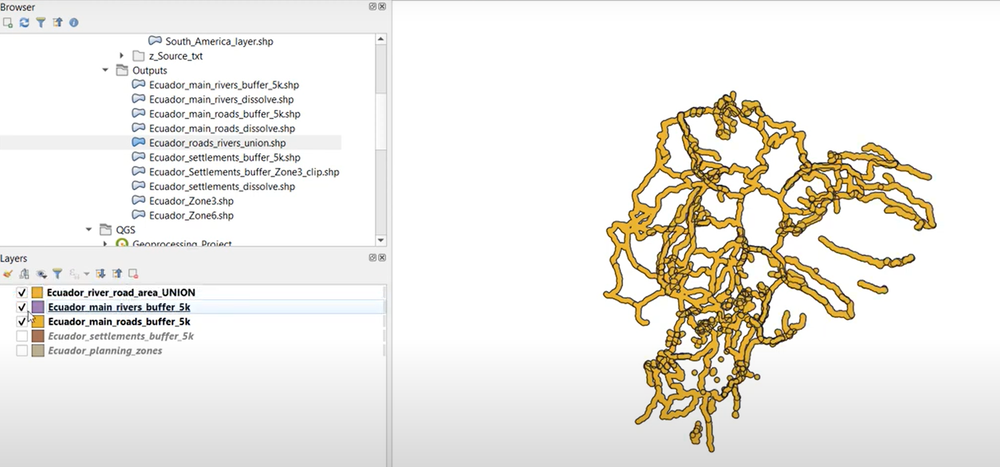 Browser
South_America_layer.shp
z_Source_txt
Outputs
Ecuador_main_rivers_buffer_5k.shp
Ecuador_main_rivers_dissolve.shp
Ecuador_main_roads_buffer_5k.shp
Ecuador_main_roads_dissolve.shp
Ecuador_roads_rivers_union.shp
Ecuador_settlements_buffer_5k.shp
Ecuador_Settlements_buffer_Zone3_clip.shp
Ecuador_settlements_dissolve.shp
Ecuador_Zone3.shp
Ecuador_Zone6.shp
QGS
Geoprocessing_Project
Layers
Ecuador_river_road_area_UNION
Ecuador_main_rivers_buffer_5k
Ecuador_main_roads_buffer_5k
Ecuador_settlements_buffer_5k
Ecuador_planning_zones